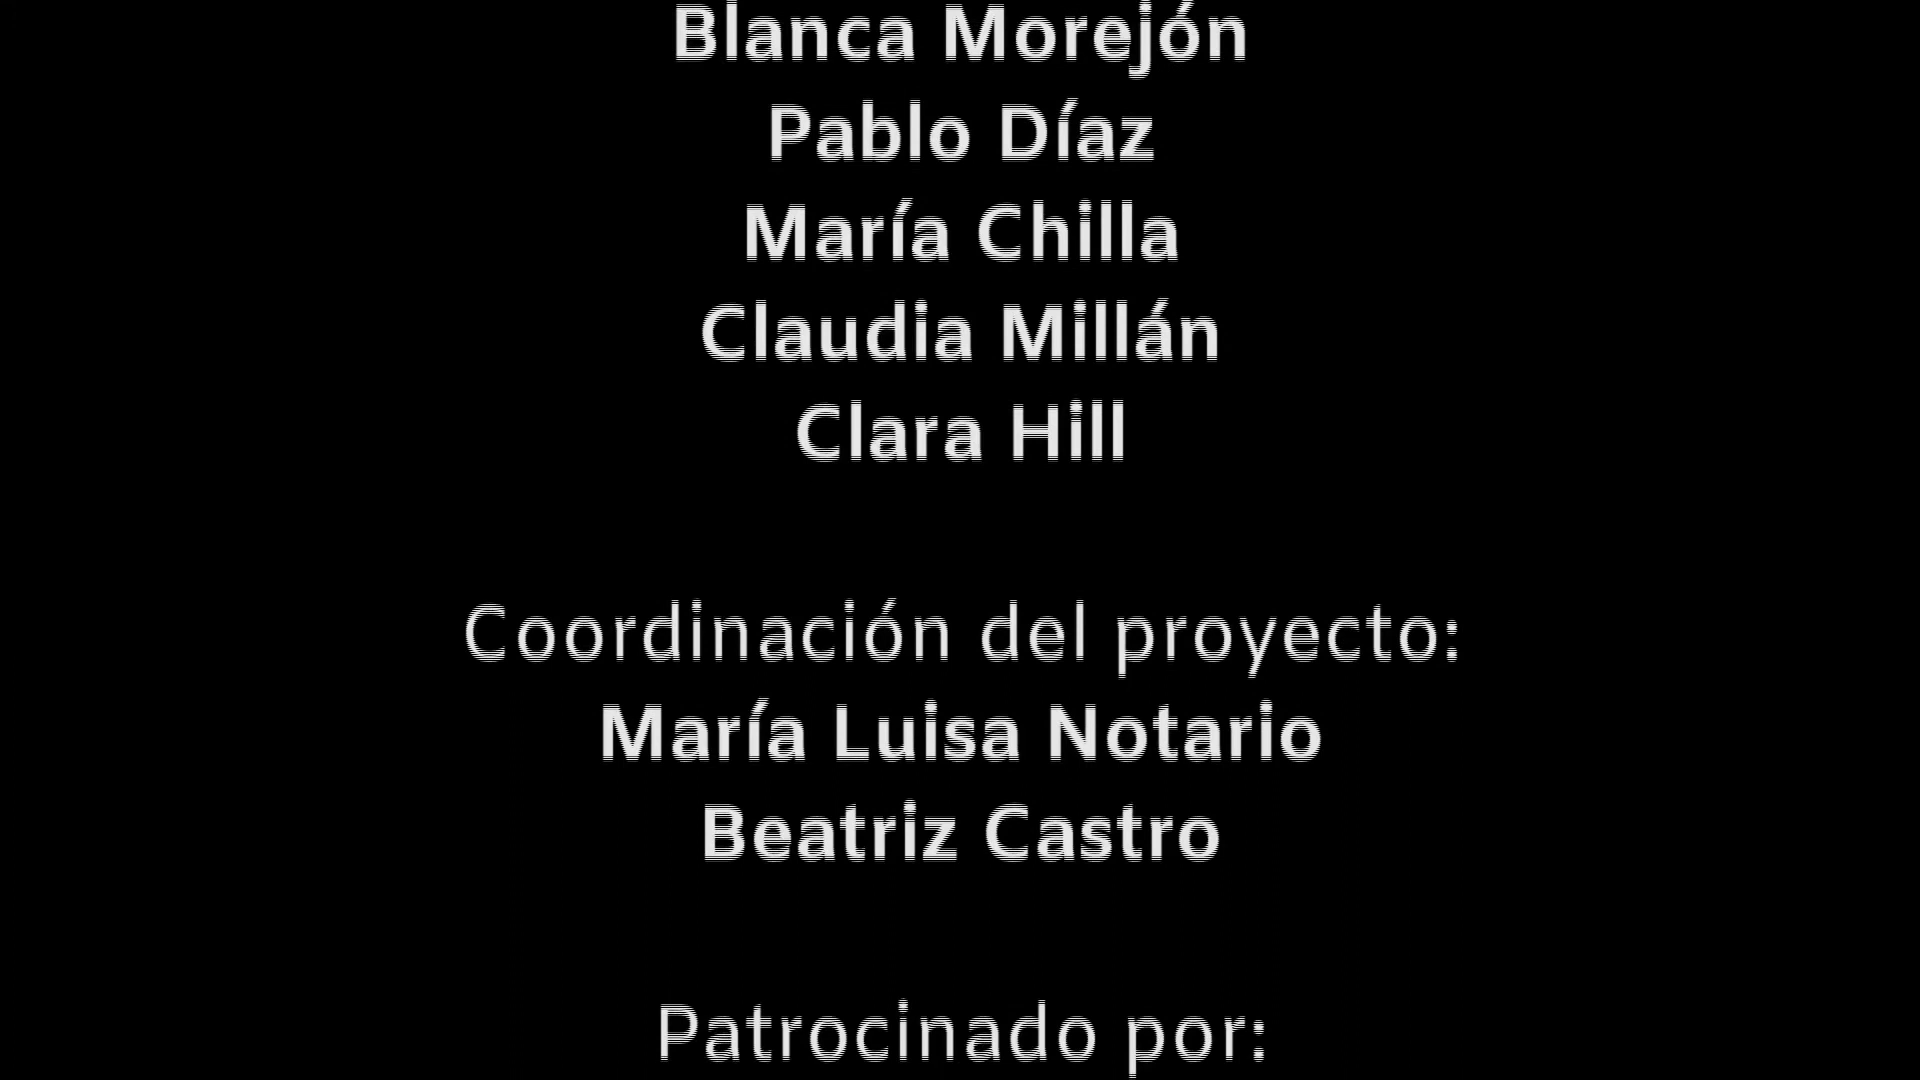 Blanca Morejón
Pablo Díaz
María Chilla
Claudia Millán
Clara Hill
Coordinación del proyecto:
María Luisa Notario
Beatriz Castro
Patrocinado por: